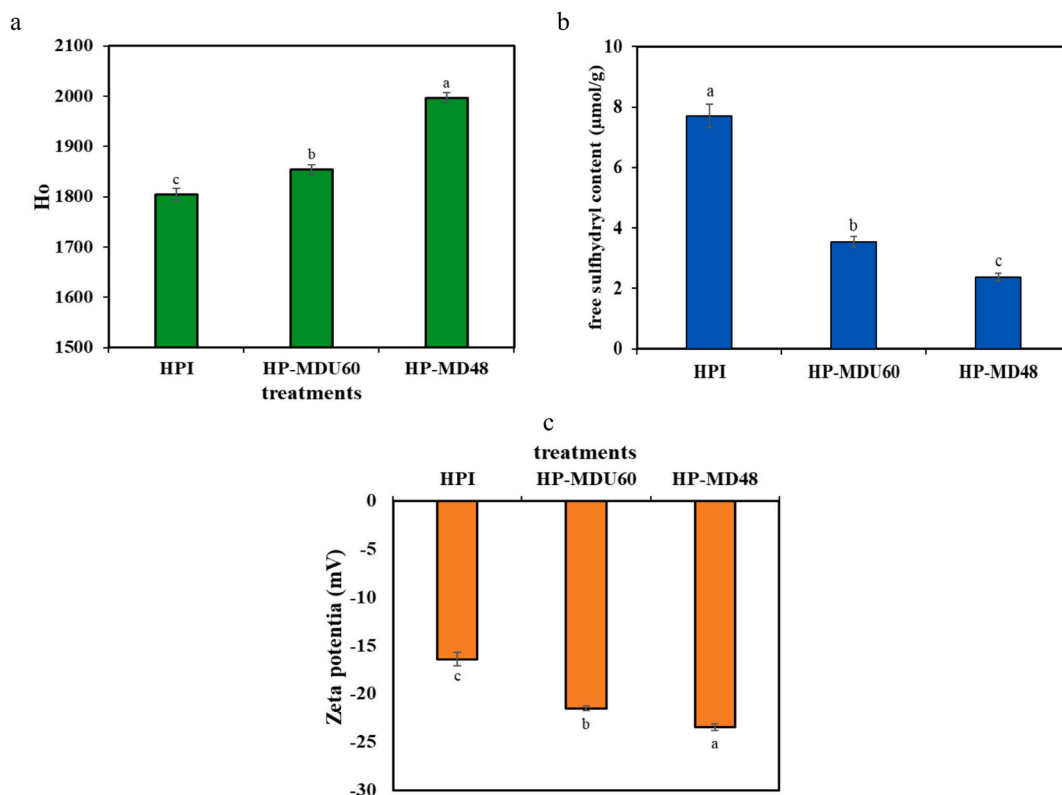 a
2100
2000
1900
1800
1700
1600
1500
Ho
a
b
c
HPI HP-MDU60 HP-MD48
treatments
b
10
8
6
4
2
0
free sulfhydryl content (µmol/g)
a
b
c
HPI HP-MDU60 HP-MD48
c
treatments
HPI HP-MDU60 HP-MD48
0
-5
-10
-15
-20
-25
-30
Zeta potentia (mV)
c
b
a